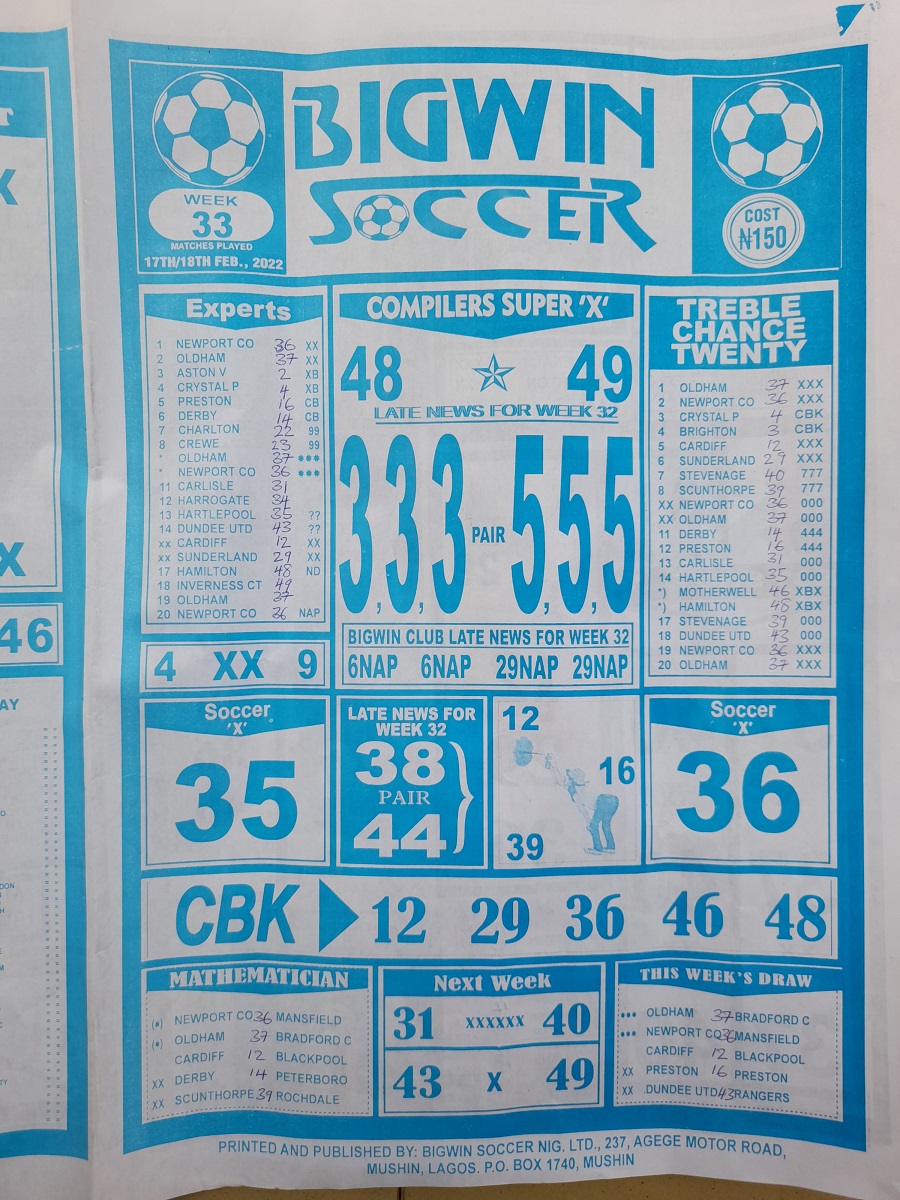 BIGWIN
SOCCER
WEEK
33
MATCHES PLAYED
17TH/18TH FEB., 2022
COST
₦150
Experts
1 NEWPORT CO 36 XX
2 OLDHAM 37 XX
3 ASTON V 2 XB
4 CRYSTAL P 4 XB
5 PRESTON 16 CB
6 DERBY 14 CB
7 CHARLTON 22 99
8 CREWE 23 99
* OLDHAM 37 ***
* NEWPORT CO 36 ***
11 CARLISLE 31
12 HARROGATE 34
13 HARTLEPOOL 35 ??
14 DUNDEE UTD 43 ??
xx CARDIFF 12 XX
xx SUNDERLAND 29 XX
17 HAMILTON 48 ND
18 INVERNESS CT 49
19 OLDHAM 37
20 NEWPORT CO 36 NAP
4 XX 9
COMPILERS SUPER 'X'
48 49
LATE NEWS FOR WEEK 32
3,3,3 PAIR 5,5,5
BIGWIN CLUB LATE NEWS FOR WEEK 32
6NAP 6NAP 29NAP 29NAP
TREBLE
CHANCE
TWENTY
1 OLDHAM 37 XXX
2 NEWPORT CO 36 XXX
3 CRYSTAL P 4 CBK
4 BRIGHTON 3 CBK
5 CARDIFF 12 XXX
6 SUNDERLAND 29 XXX
7 STEVENAGE 40 777
8 SCUNTHORPE 39 777
XX NEWPORT CO 36 000
XX OLDHAM 37 000
11 DERBY 14 444
12 PRESTON 16 444
13 CARLISLE 31 000
14 HARTLEPOOL 35 000
*) MOTHERWELL 46 XBX
*) HAMILTON 48 XBX
17 STEVENAGE 39 000
18 DUNDEE UTD 43 000
19 NEWPORT CO 36 XXX
20 OLDHAM 37 XXX
Soccer
'X'
35
LATE NEWS FOR
WEEK 32
38
PAIR
44
12
16
39
Soccer
'X'
36
CBK 12 29 36 46 48
MATHEMATICIAN
(*) NEWPORT CO 36 MANSFIELD
(*) OLDHAM 37 BRADFORD C
CARDIFF 12 BLACKPOOL
XX DERBY 14 PETERBORO
XX SCUNTHORPE 39 ROCHDALE
Next Week
31 XXXXXX 40
43 X 49
THIS WEEK'S DRAW
*** OLDHAM 37 BRADFORD C
*** NEWPORT CO 36 MANSFIELD
CARDIFF 12 BLACKPOOL
XX PRESTON 16 PRESTON
XX DUNDEE UTD 43 RANGERS
PRINTED AND PUBLISHED BY: BIGWIN SOCCER NIG. LTD., 237, AGEGE MOTOR ROAD,
MUSHIN, LAGOS. P.O. BOX 1740, MUSHIN
X
X
46
AY